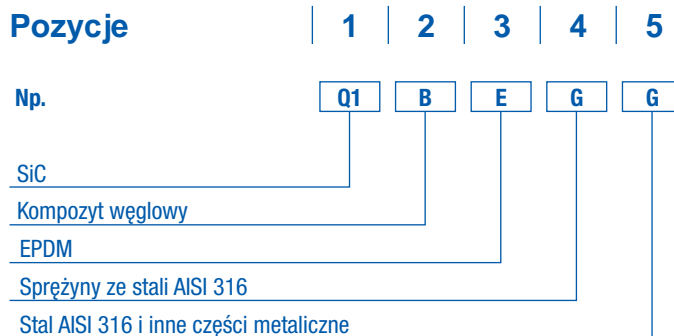 Pozycje 1 2 3 4 5
Np. Q1 B E G G
SiC
Kompozyt węglowy
EPDM
Sprężyny ze stali AISI 316
Stal AISI 316 i inne części metaliczne